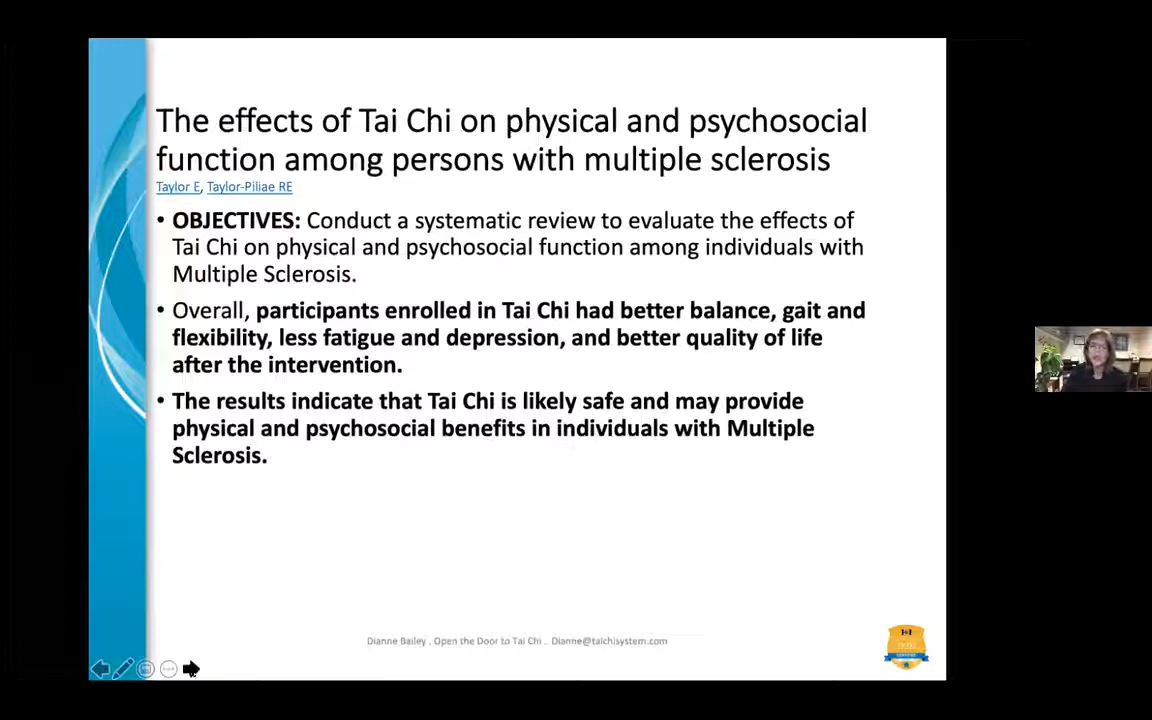 The effects of Tai Chi on physical and psychosocial
function among persons with multiple sclerosis
Taylor E, Taylor-Piliae RE
• OBJECTIVES: Conduct a systematic review to evaluate the effects of
Tai Chi on physical and psychosocial function among individuals with
Multiple Sclerosis.
• Overall, participants enrolled in Tai Chi had better balance, gait and
flexibility, less fatigue and depression, and better quality of life
after the intervention.
• The results indicate that Tai Chi is likely safe and may provide
physical and psychosocial benefits in individuals with Multiple
Sclerosis.
Dianne Bailey . Open the Door to Tai Chi .. Dianne@taichisystem.com